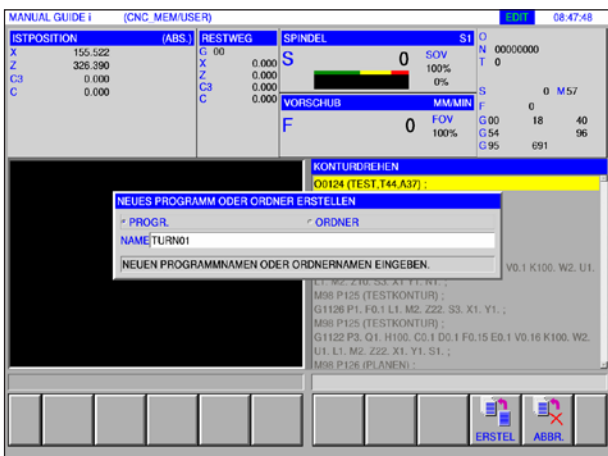 MANUAL GUIDE i (CNC_MEM/USER) EDIT 08:47:48
ISTPOSITION (ABS.)
X 155.522
Z 326.390
C3 0.000
C 0.000
RESTWEG
G 00
X 0.000
Z 0.000
C3 0.000
C 0.000
SPINDEL S1
S 0 SOV
100%
0%
VORSCHUB MM/MIN
F 0 FOV
100%
O
N 00000000
T 0
S 0 M57
F 0
G00 18 40
G54 96
G95 691
KONTURDREHEN
O0124 (TEST,T44,A37) ;
NEUES PROGRAMM ODER ORDNER ERSTELLEN
PROGR. ORDNER
NAME TURN01
NEUEN PROGRAMMNAMEN ODER ORDNERNAMEN EINGEBEN.
V0.1 K100. W2. U1.
L1. M2. Z10. S3. X1 Y1. N1. ;
M98 P125 (TESTKONTUR) ;
G1126 P1. F0.1 L1. M2. Z22. S3. X1. Y1. ;
M98 P125 (TESTKONTUR) ;
G1122 P3. Q1. H100. C0.1 D0.1 F0.15 E0.1 V0.16 K100. W2.
U1. L1. M2. Z22. X1. Y1. S1. ;
M98 P126 (PLANEN) ;
ERSTEL ABBR.